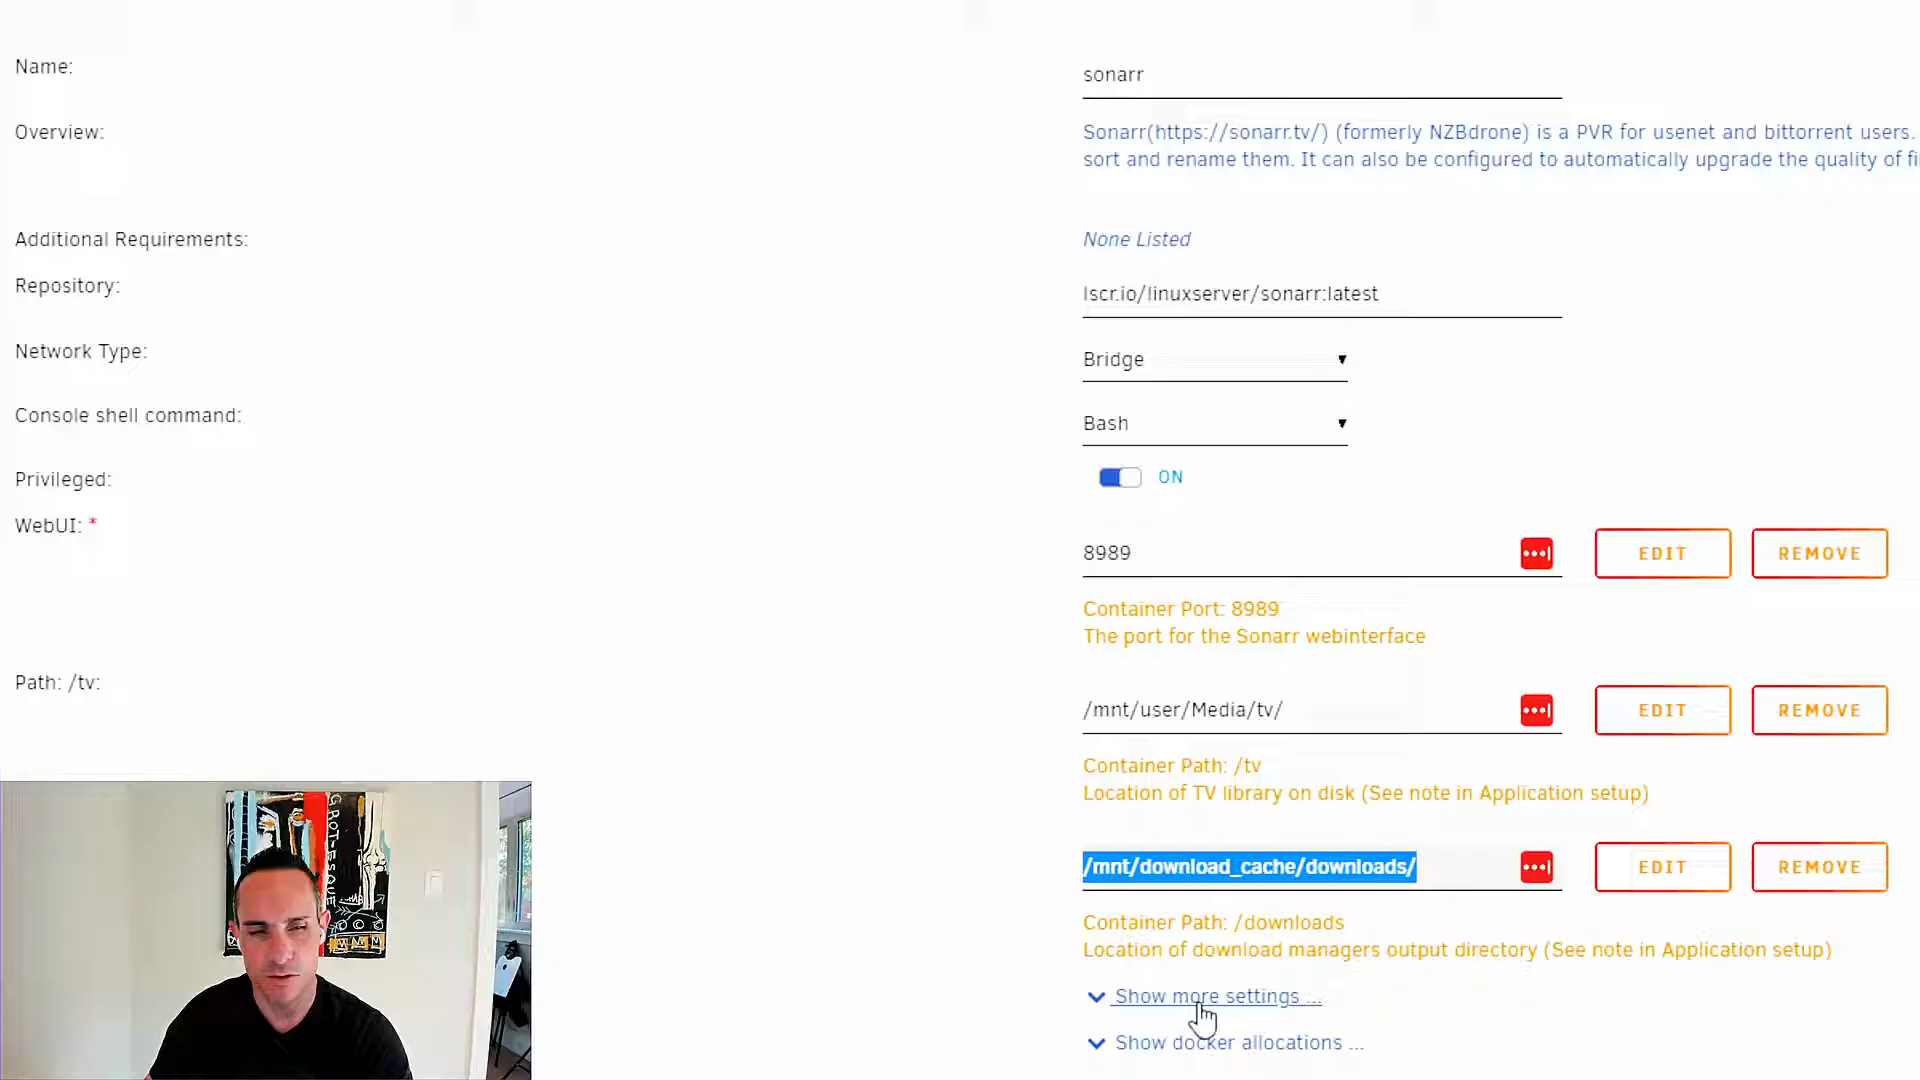 Name:
sonarr
Overview:
Sonarr(https://sonarr.tv/) (formerly NZBdrone) is a PVR for usenet and bittorrent users.
sort and rename them. It can also be configured to automatically upgrade the quality of fi
Additional Requirements:
None Listed
Repository:
lscr.io/linuxserver/sonarr:latest
Network Type:
Bridge
Console shell command:
Bash
Privileged:
ON
WebUI: *
8989
EDIT
REMOVE
Container Port: 8989
The port for the Sonarr webinterface
Path: /tv:
/mnt/user/Media/tv/
EDIT
REMOVE
Container Path: /tv
Location of TV library on disk (See note in Application setup)
/mnt/download_cache/downloads/
EDIT
REMOVE
Container Path: /downloads
Location of download managers output directory (See note in Application setup)
Show more settings ...
Show docker allocations ...
GROTESQUE